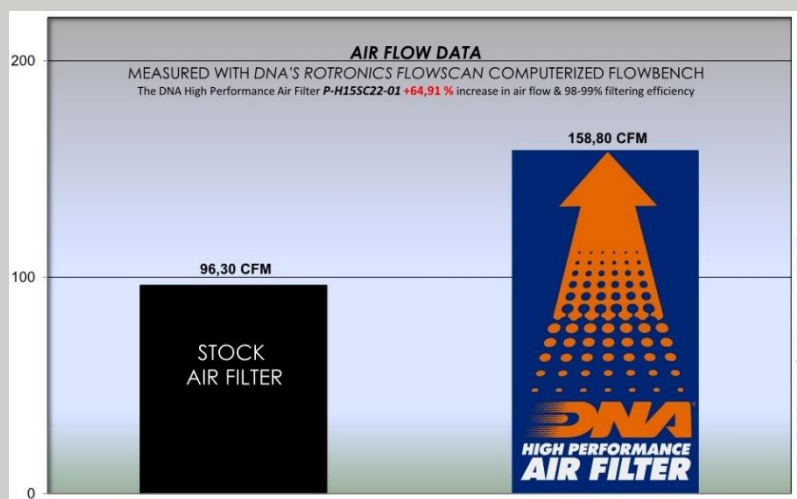 AIR FLOW DATA
MEASURED WITH DNA'S ROTRONICS FLOWSCAN COMPUTERIZED FLOWBENCH
The DNA High Performance Air Filter P-H15SC22-01 +64,91 % increase in air flow & 98-99% filtering efficiency
200
158,80 CFM
96,30 CFM
100
STOCK
AIR FILTER
DNA
HIGH PERFORMANCE
AIR FILTER
0